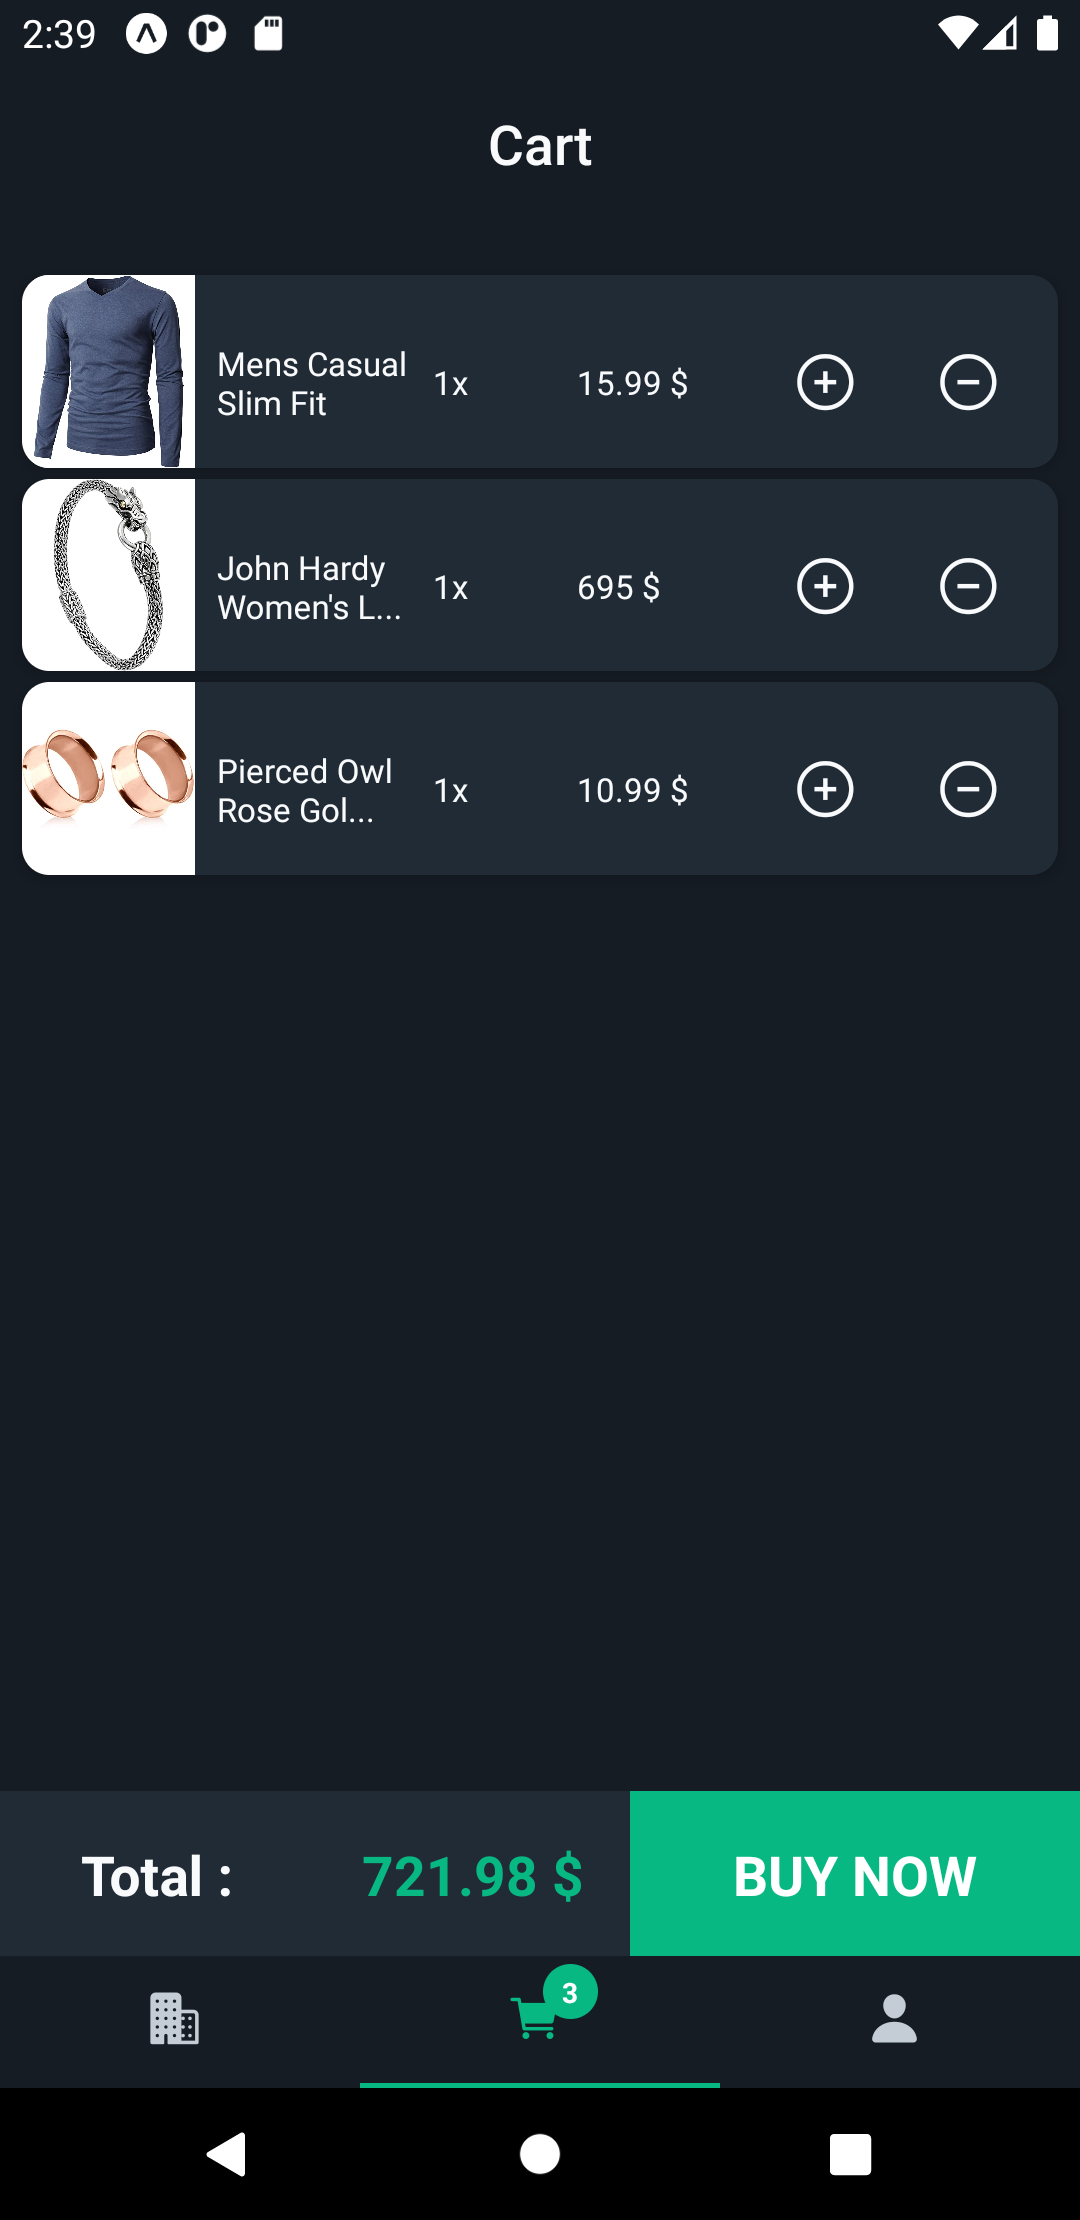 2:39
Cart
Mens Casual
Slim Fit
1x
15.99 $
John Hardy
Women's L...
1x
695 $
Pierced Owl
Rose Gol...
1x
10.99 $
Total :
721.98 $
BUY NOW
3